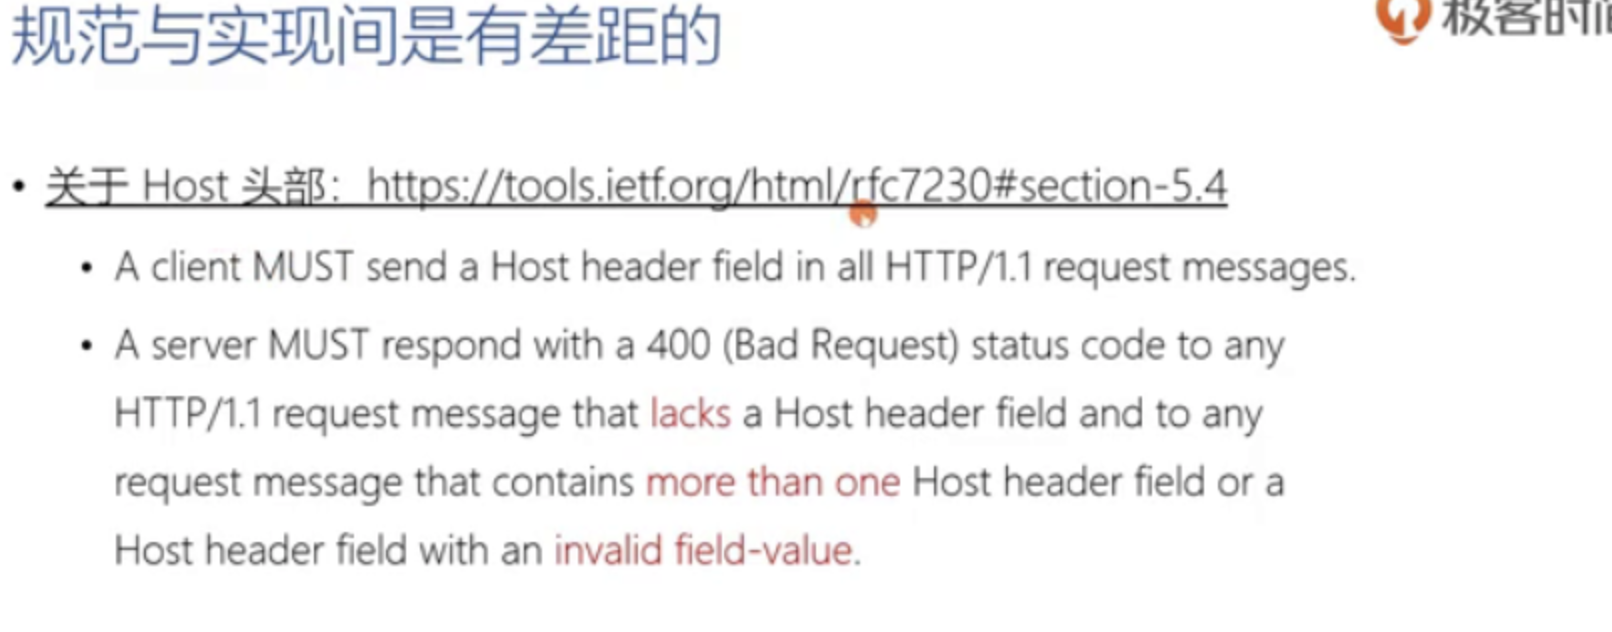 规范与实现间是有差距的
极客时间
• 关于 Host 头部：https://tools.ietf.org/html/rfc7230#section-5.4
• A client MUST send a Host header field in all HTTP/1.1 request messages.
• A server MUST respond with a 400 (Bad Request) status code to any
HTTP/1.1 request message that lacks a Host header field and to any
request message that contains more than one Host header field or a
Host header field with an invalid field-value.